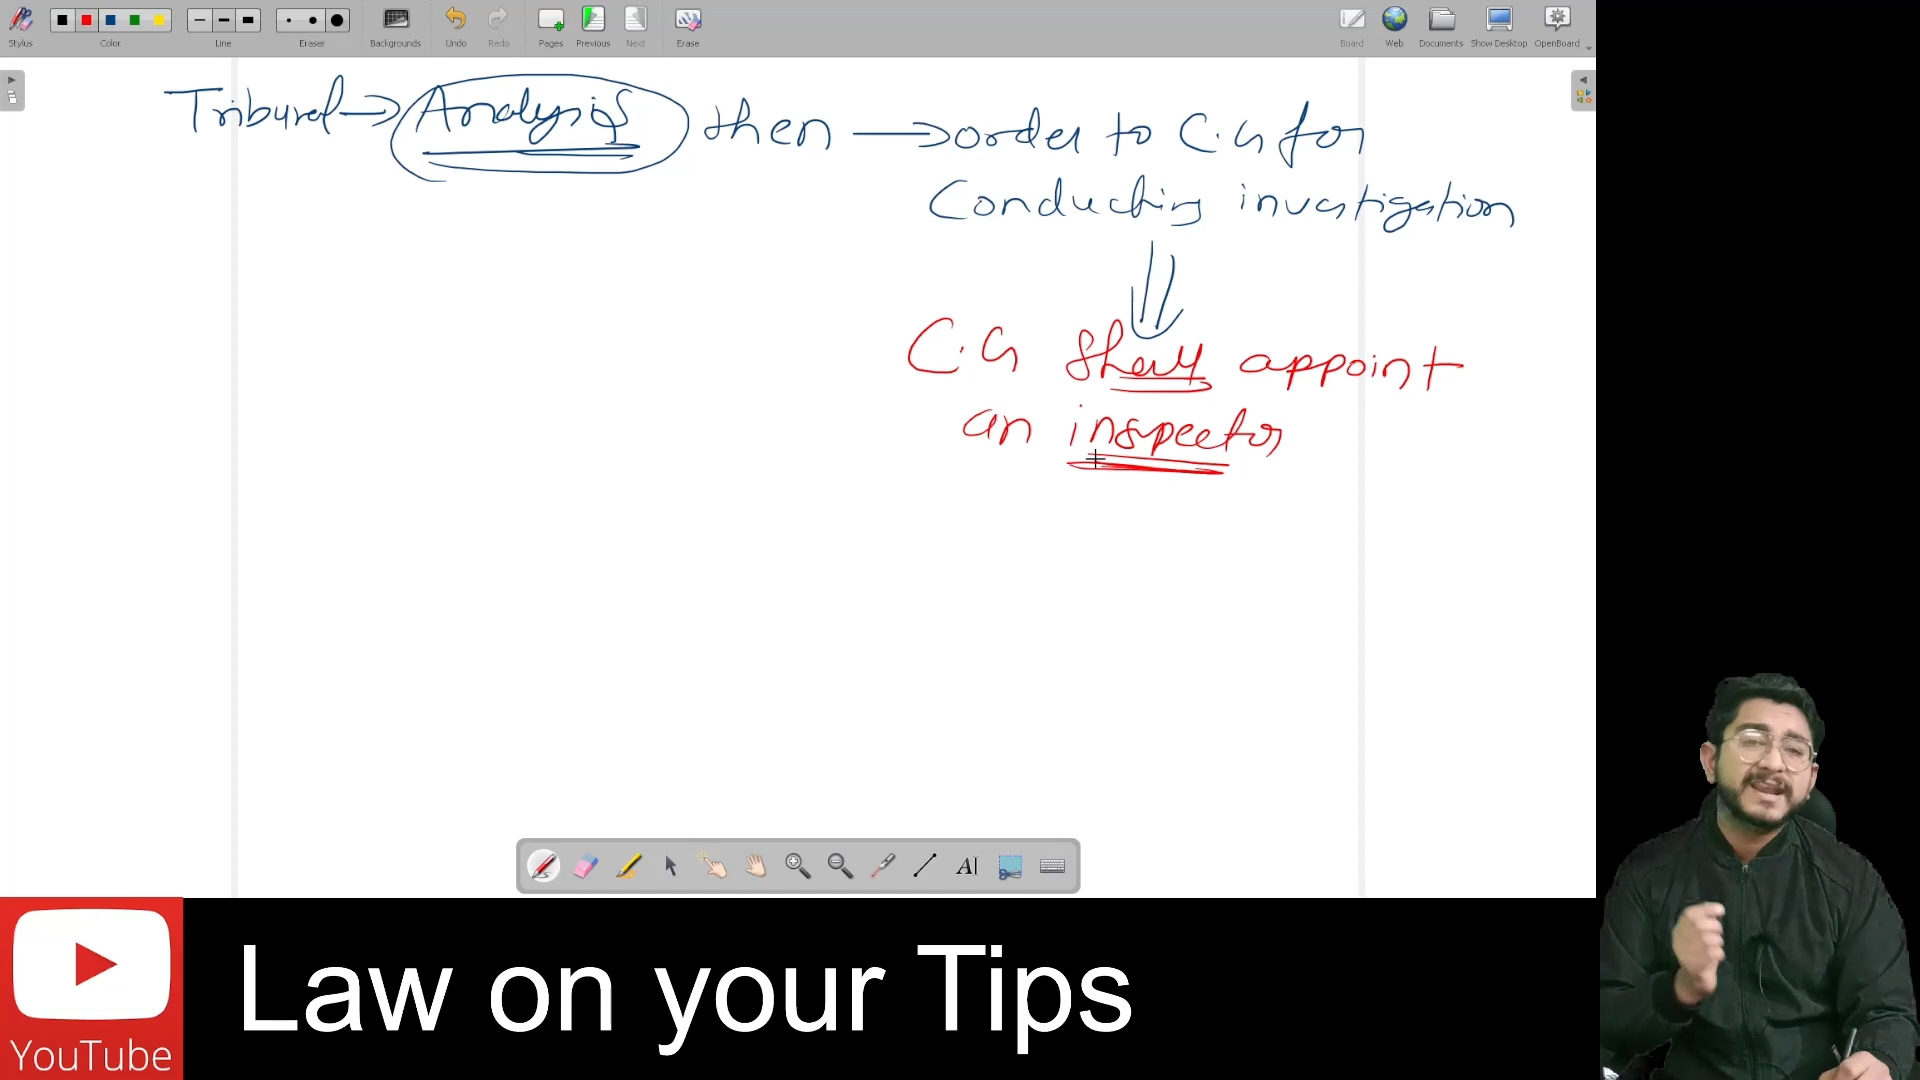 Stylus
Color
Line
Eraser
Backgrounds
Undo
Redo
Pages
Previous
Next
Erase
Board
Web
Documents
Show Desktop
OpenBoard
Tribunal → Analysis then → order to C.G for
Conducting investigation
C.G shall appoint
an inspector
AI
YouTube
Law on your Tips